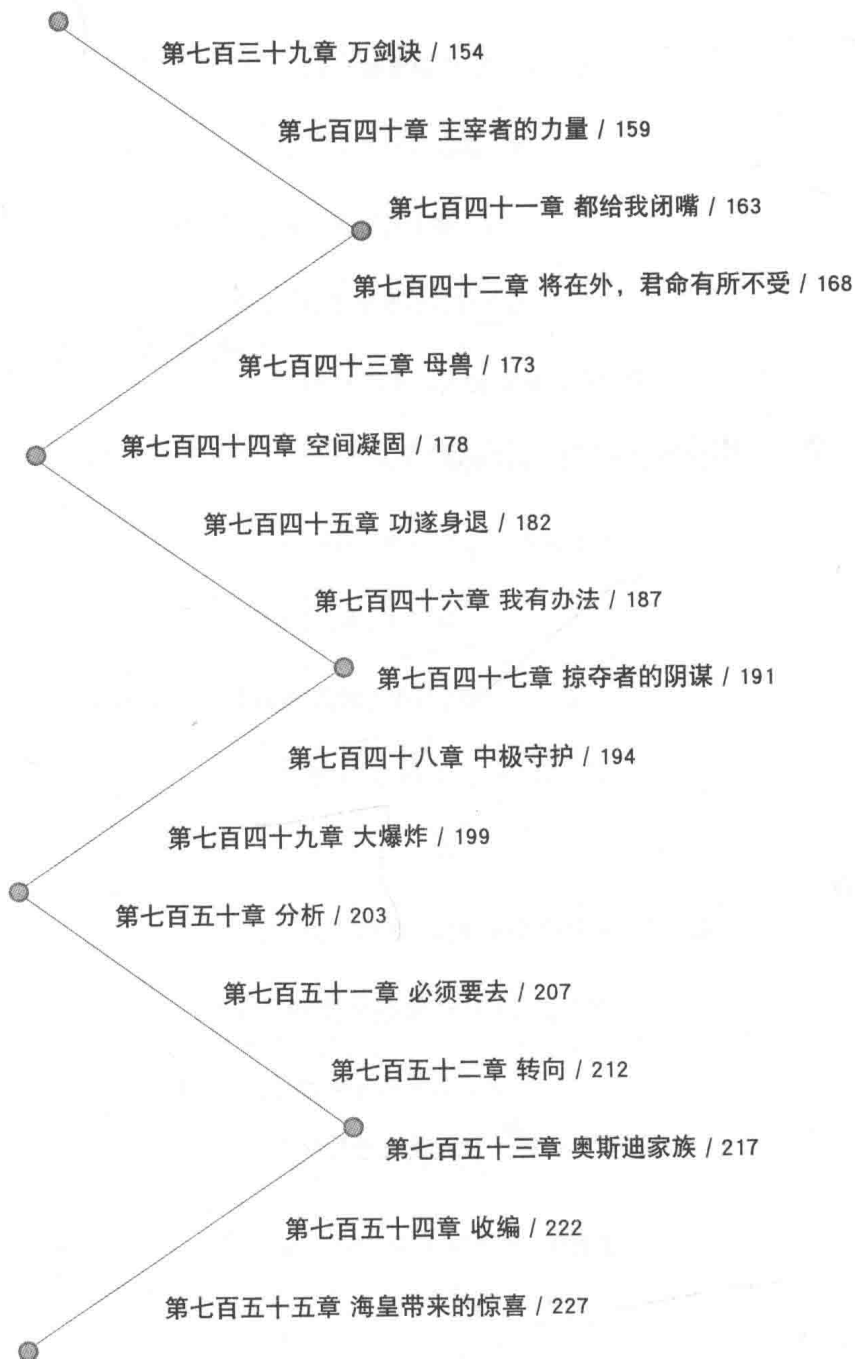 第七百三十九章 万剑诀 / 154
第七百四十章 主宰者的力量 / 159
第七百四十一章 都给我闭嘴 / 163
第七百四十二章 将在外，君命有所不受 / 168
第七百四十三章 母兽 / 173
第七百四十四章 空间凝固 / 178
第七百四十五章 功遂身退 / 182
第七百四十六章 我有办法 / 187
第七百四十七章 掠夺者的阴谋 / 191
第七百四十八章 中极守护 / 194
第七百四十九章 大爆炸 / 199
第七百五十章 分析 / 203
第七百五十一章 必须要去 / 207
第七百五十二章 转向 / 212
第七百五十三章 奥斯迪家族 / 217
第七百五十四章 收编 / 222
第七百五十五章 海皇带来的惊喜 / 227